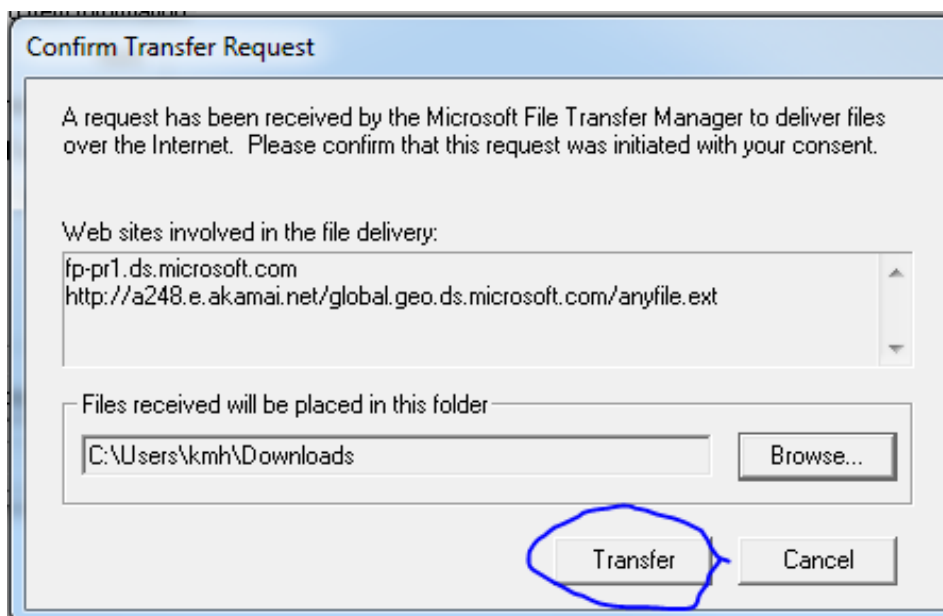 Confirm Transfer Request
A request has been received by the Microsoft File Transfer Manager to deliver files
over the Internet.  Please confirm that this request was initiated with your consent.
Web sites involved in the file delivery:
fp-pr1.ds.microsoft.com
http://a248.e.akamai.net/global.geo.ds.microsoft.com/anyfile.ext
Files received will be placed in this folder
C:\Users\kmh\Downloads
Browse...
Transfer
Cancel